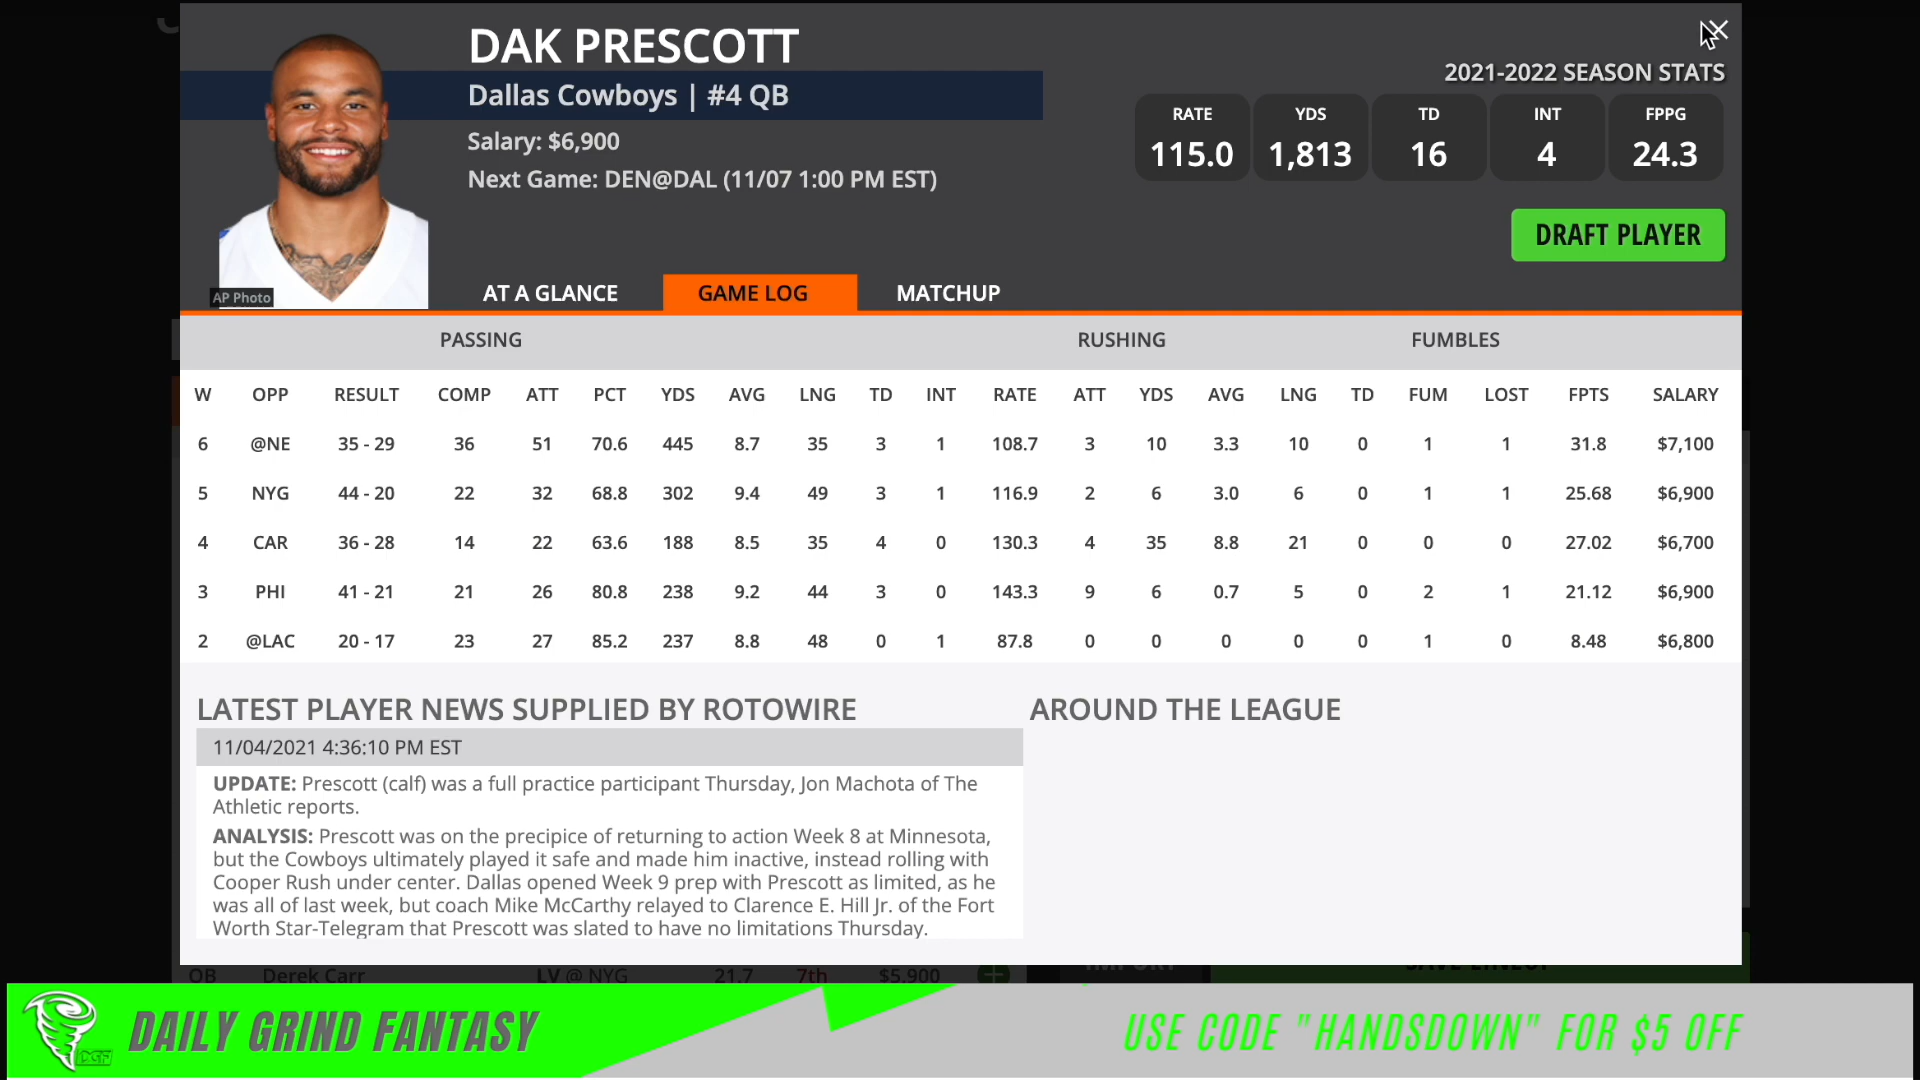 DAK PRESCOTT
Dallas Cowboys | #4 QB
Salary: $6,900
Next Game: DEN@DAL (11/07 1:00 PM EST)
2021-2022 SEASON STATS
RATE YDS TD INT FPPG
115.0 1,813 16 4 24.3
DRAFT PLAYER
AP Photo
AT A GLANCE GAME LOG MATCHUP
PASSING RUSHING FUMBLES
W OPP RESULT COMP ATT PCT YDS AVG LNG TD INT RATE ATT YDS AVG LNG TD FUM LOST FPTS SALARY
6 @NE 35 - 29 36 51 70.6 445 8.7 35 3 1 108.7 3 10 3.3 10 0 1 1 31.8 $7,100
5 NYG 44 - 20 22 32 68.8 302 9.4 49 3 1 116.9 2 6 3.0 6 0 1 1 25.68 $6,900
4 CAR 36 - 28 14 22 63.6 188 8.5 35 4 0 130.3 4 35 8.8 21 0 0 0 27.02 $6,700
3 PHI 41 - 21 21 26 80.8 238 9.2 44 3 0 143.3 9 6 0.7 5 0 2 1 21.12 $6,900
2 @LAC 20 - 17 23 27 85.2 237 8.8 48 0 1 87.8 0 0 0 0 0 1 0 8.48 $6,800
LATEST PLAYER NEWS SUPPLIED BY ROTOWIRE
AROUND THE LEAGUE
11/04/2021 4:36:10 PM EST
UPDATE: Prescott (calf) was a full practice participant Thursday, Jon Machota of The
Athletic reports.
ANALYSIS: Prescott was on the precipice of returning to action Week 8 at Minnesota,
but the Cowboys ultimately played it safe and made him inactive, instead rolling with
Cooper Rush under center. Dallas opened Week 9 prep with Prescott as limited, as he
was all of last week, but coach Mike McCarthy relayed to Clarence E. Hill Jr. of the Fort
Worth Star-Telegram that Prescott was slated to have no limitations Thursday.
QB Derek Carr LV @ NYG 21.7 7th $5,900
DGF DAILY GRIND FANTASY
USE CODE "HANDSDOWN" FOR $5 OFF